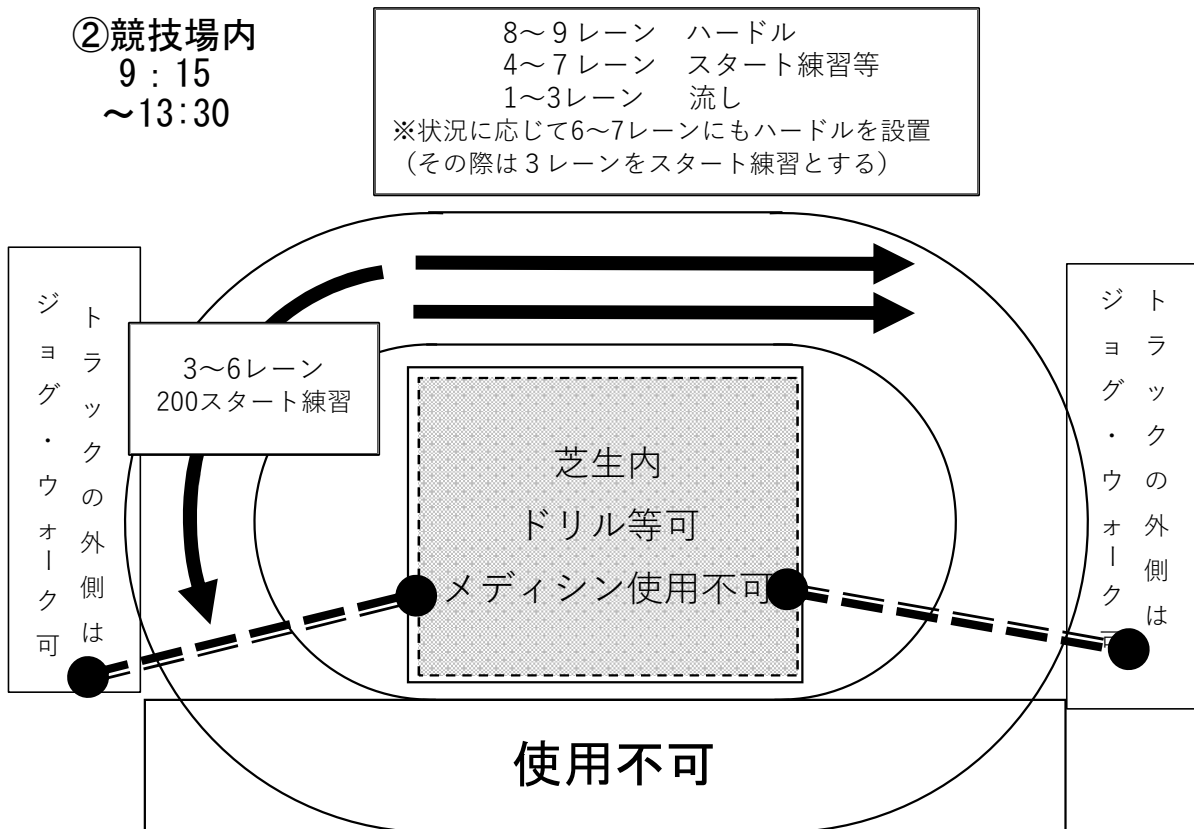 ②競技場内
9：15
～13:30
8～9レーン　ハードル
4～7レーン　スタート練習等
1～3レーン　流し
※状況に応じて6～7レーンにもハードルを設置
（その際は３レーンをスタート練習とする）
トラックの外側は
ジョグ・ウォーク可
3～6レーン
200スタート練習
芝生内
ドリル等可
メディシン使用不可
トラックの外側は
ジョグ・ウォーク可
使用不可